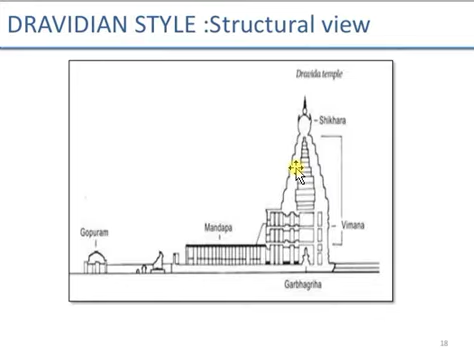 DRAVIDIAN STYLE :Structural view
Dravida temple
Shikhara
Vimana
Mandapa
Gopuram
Garbhagriha
18